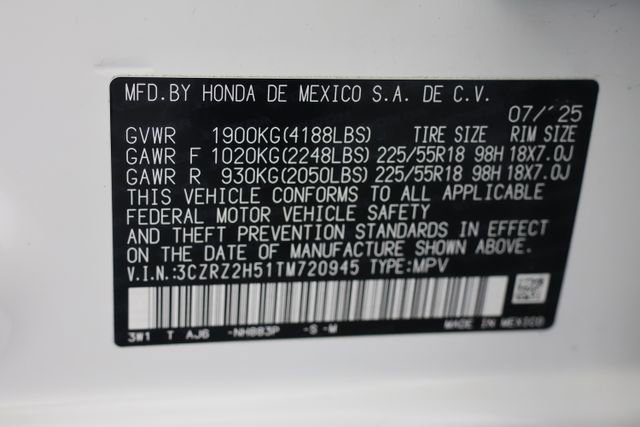 MFD.BY HONDA DE MEXICO S.A. DE C.V.
07/'25
GVWR 1900KG(4188LBS) TIRE SIZE RIM SIZE
GAWR F 1020KG(2248LBS) 225/55R18 98H 18X7.0J
GAWR R 930KG(2050LBS) 225/55R18 98H 18X7.0J
THIS VEHICLE CONFORMS TO ALL APPLICABLE
FEDERAL MOTOR VEHICLE SAFETY
AND THEFT PREVENTION STANDARDS IN EFFECT
ON THE DATE OF MANUFACTURE SHOWN ABOVE.
V.I.N.:3CZRZ2H51TM720945 TYPE:MPV
3W1 T AJ6 -NH883P -S -M MADE IN MEXICO